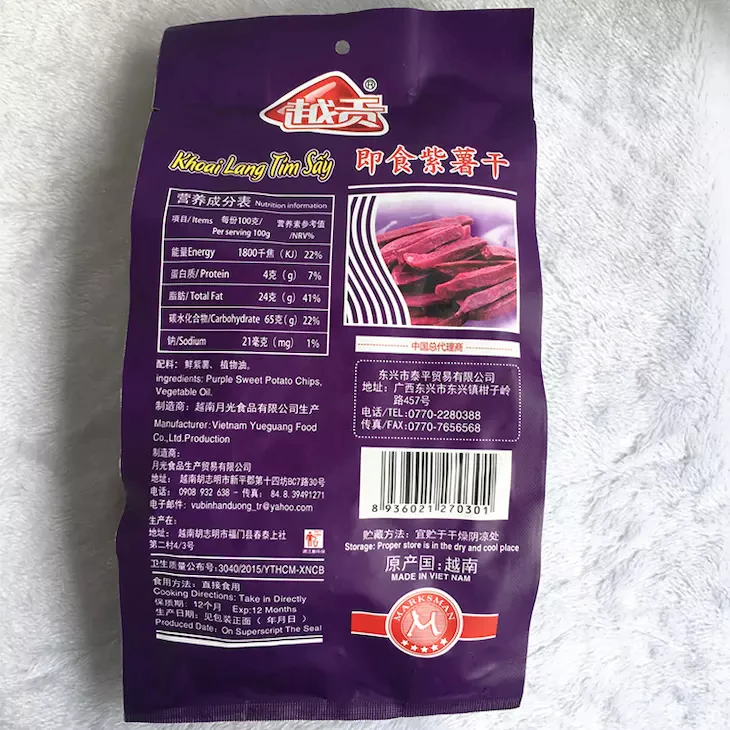 越贡
®
Khoai Lang Tím Sấy
即食紫薯干
营养成分表 Nutrition information
项目/Items 每份100克/Per serving 100g 营养素参考值/NRV%
能量Energy 1800千焦（KJ）22%
蛋白质/Protein 4克（g）7%
脂肪/Total Fat 24克（g）41%
碳水化合物/Carbohydrate 65克（g）22%
钠/Sodium 21毫克（mg）1%
配料：鲜紫薯、植物油。
ingredients: Purple Sweet Potato Chips,
Vegetable Oil.
制造商：越南月光食品有限公司生产
Manufacturer: Vietnam Yueguang Food
Co.,Ltd.Production
制造商：
月光食品生产贸易有限公司
地址：越南胡志明市新平郡第十四坊BC7路30号
电话：0908 932 638 - 传真：84.8.39491271
电子邮件：vubinhanduong_tr@yahoo.com
生产在：
地址：越南胡志明市福门县春泰上社
第二村4/3号
卫生质量公布号:3040/2015/YTHCM-XNCB
食用方法：直接食用
Cooking Directions: Take in Directly
保质期：12个月 Exp:12 Months
生产日期：见包装正面（年月日）
Produced Date: On Superscript The Seal
中国总代理商
东兴市泰平贸易有限公司
地址：广西东兴市东兴镇柑子岭
路457号
电话/TEL:0770-2280388
传真/FAX:0770-7656568
8 936021 270301
贮藏方法：宜贮于干燥阴凉处
Storage: Proper store is in the dry and cool place
原产国:越南
MADE IN VIET NAM
MARKSMAN
M